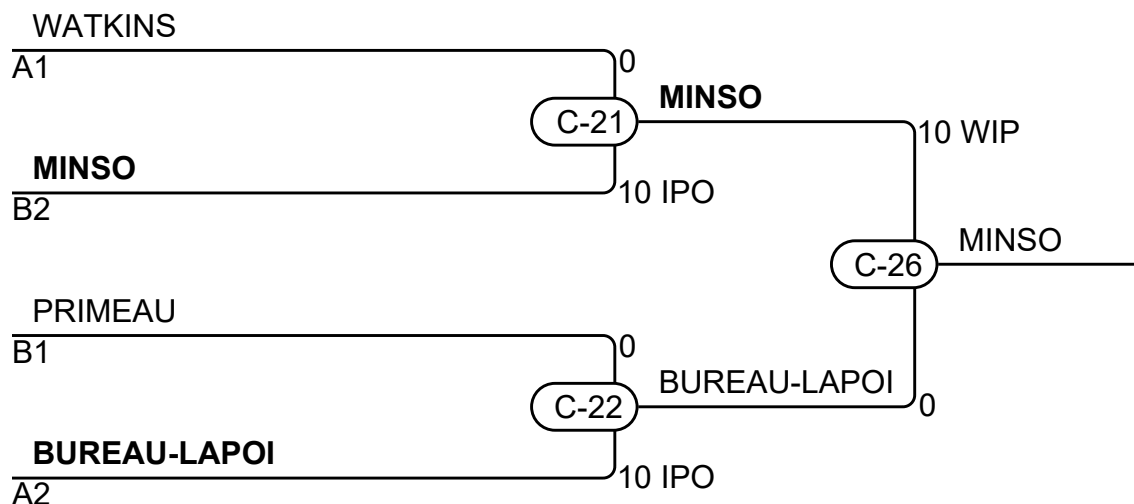 WATKINS
A1
0
C-21
MINSO
MINSO
B2
10 IPO
10 WIP
C-26
MINSO
PRIMEAU
B1
0
C-22
BUREAU-LAPOI
0
BUREAU-LAPOI
A2
10 IPO